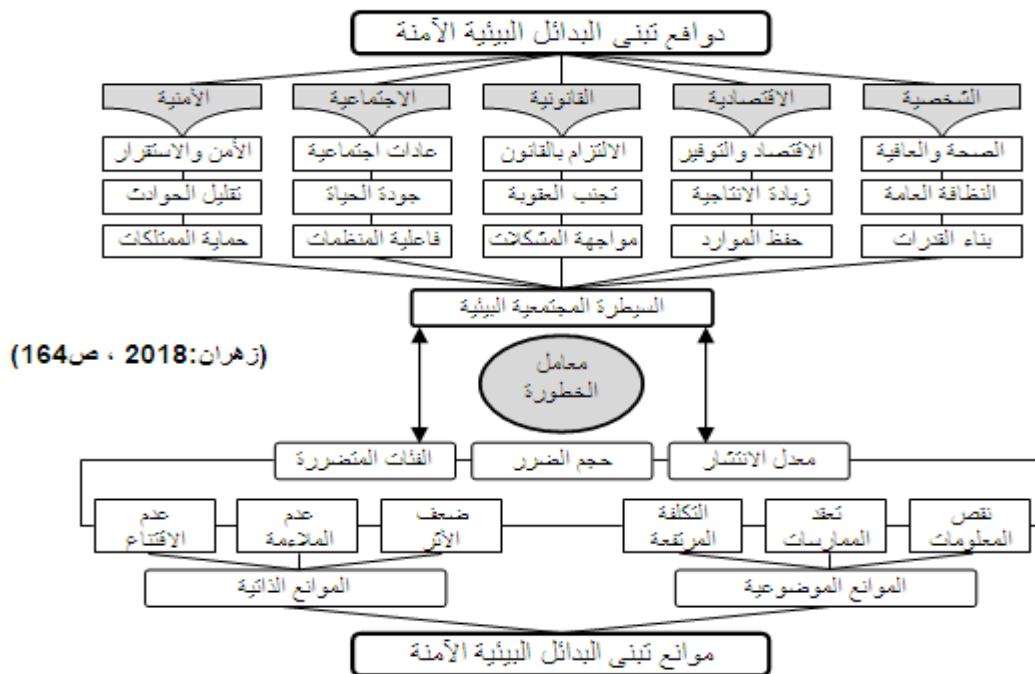 دوافع تبنى البدائل البيئية الآمنة
الشخصية
الاقتصادية
القانونية
الاجتماعية
الأمنية
الصحة والعافية
الاقتصاد والتوفير
الالتزام بالقانون
عادات اجتماعية
الأمن والاستقرار
النظافة العامة
زيادة الانتاجية
تجنب العقوبة
جودة الحياة
تقليل الحوادث
بناء القدرات
حفظ الموارد
مواجهة المشكلات
فاعلية المنظمات
حماية الممتلكات
السيطرة المجتمعية البيئية
(زهران:2018 ، ص164)
معامل
الخطورة
معدل الانتشار
حجم الضرر
الفئات المتضررة
نقص
المعلومات
تعقد
الممارسات
التكلفة
المرتفعة
ضعف
الأثر
عدم
الملاءمة
عدم
الاقتناع
الموانع الموضوعية
الموانع الذاتية
موانع تبنى البدائل البيئية الآمنة